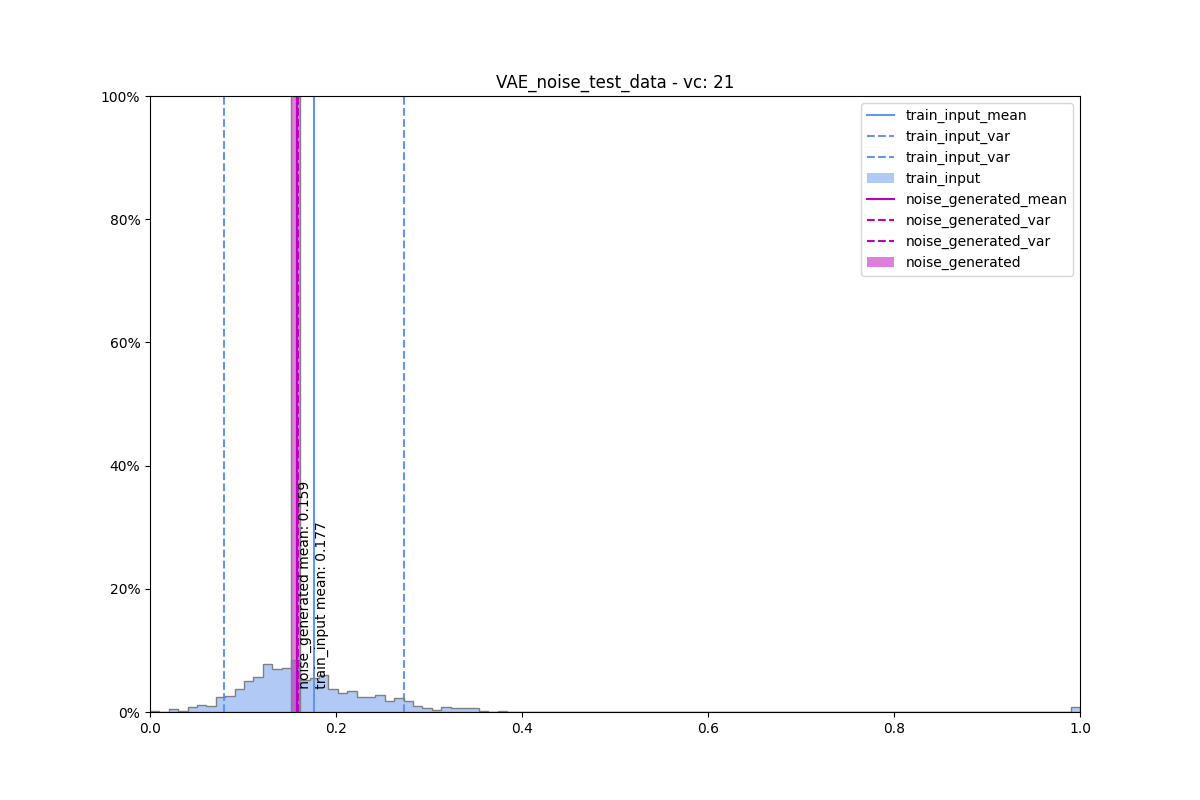 VAE_noise_test_data - vc: 21
100%
80%
60%
40%
20%
0%
0.0
0.2
0.4
0.6
0.8
1.0
train_input_mean
train_input_var
train_input_var
train_input
noise_generated_mean
noise_generated_var
noise_generated_var
noise_generated
noise_generated mean: 0.159
train_input mean: 0.177